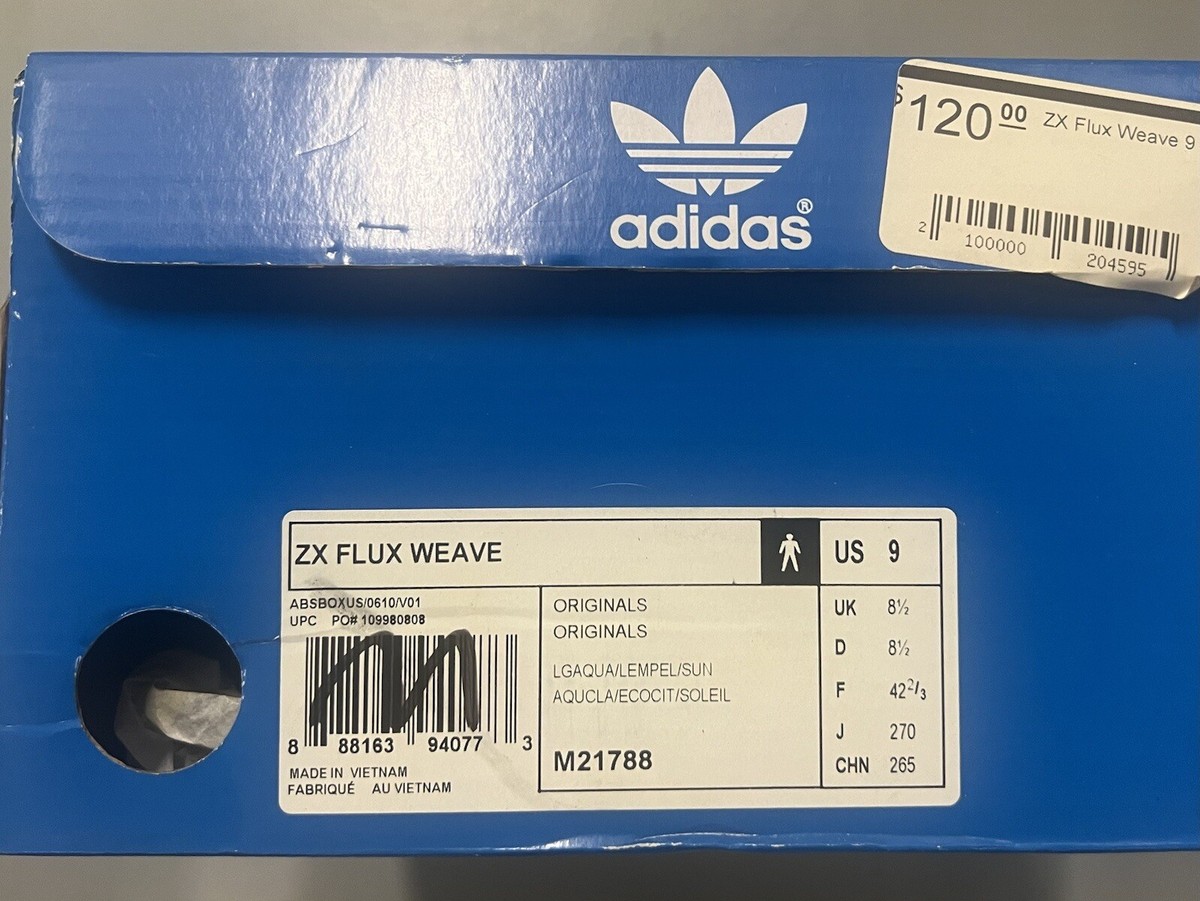 adidas®
$120 00 ZX Flux Weave 9
2 100000 204595
ZX FLUX WEAVE
US 9
ABSBOXUS/0610/V01
UPC PO# 109980808
8 88163 94077 3
MADE IN VIETNAM
FABRIQUÉ AU VIETNAM
ORIGINALS
ORIGINALS
LGAQUA/LEMPEL/SUN
AQUCLA/ECOCIT/SOLEIL
M21788
UK 8½
D 8½
F 42 2/3
J 270
CHN 265